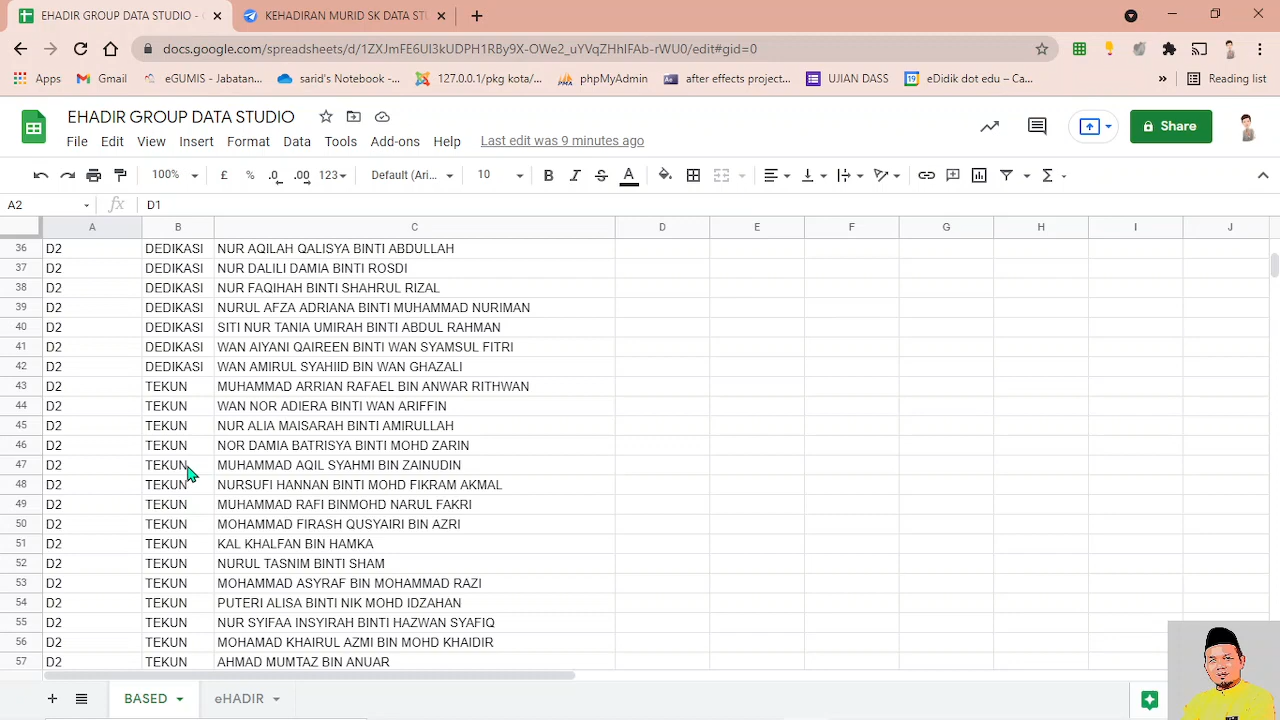 EHADIR GROUP DATA STUDIO -
KEHADIRAN MURID SK DATA STU
docs.google.com/spreadsheets/d/1ZXJmFE6UI3kUDPH1RBy9X-OWe2_uYVqZHhIFAb-rWU0/edit#gid=0
Apps
Gmail
eGUMIS - Jabatan...
sarid's Notebook -...
127.0.0.1/pkg kota/...
phpMyAdmin
after effects project...
UJIAN DASS
eDidik dot edu – Ca...
»
Reading list
EHADIR GROUP DATA STUDIO
File Edit View Insert Format Data Tools Add-ons Help Last edit was 9 minutes ago
Share
100% £ % .0 .00 123 Default (Ari... 10 B I S A
A2 fx D1
A B C D E F G H I J
36 D2 DEDIKASI NUR AQILAH QALISYA BINTI ABDULLAH
37 D2 DEDIKASI NUR DALILI DAMIA BINTI ROSDI
38 D2 DEDIKASI NUR FAQIHAH BINTI SHAHRUL RIZAL
39 D2 DEDIKASI NURUL AFZA ADRIANA BINTI MUHAMMAD NURIMAN
40 D2 DEDIKASI SITI NUR TANIA UMIRAH BINTI ABDUL RAHMAN
41 D2 DEDIKASI WAN AIYANI QAIREEN BINTI WAN SYAMSUL FITRI
42 D2 DEDIKASI WAN AMIRUL SYAHIID BIN WAN GHAZALI
43 D2 TEKUN MUHAMMAD ARRIAN RAFAEL BIN ANWAR RITHWAN
44 D2 TEKUN WAN NOR ADIERA BINTI WAN ARIFFIN
45 D2 TEKUN NUR ALIA MAISARAH BINTI AMIRULLAH
46 D2 TEKUN NOR DAMIA BATRISYA BINTI MOHD ZARIN
47 D2 TEKUN MUHAMMAD AQIL SYAHMI BIN ZAINUDIN
48 D2 TEKUN NURSUFI HANNAN BINTI MOHD FIKRAM AKMAL
49 D2 TEKUN MUHAMMAD RAFI BINMOHD NARUL FAKRI
50 D2 TEKUN MOHAMMAD FIRASH QUSYAIRI BIN AZRI
51 D2 TEKUN KAL KHALFAN BIN HAMKA
52 D2 TEKUN NURUL TASNIM BINTI SHAM
53 D2 TEKUN MOHAMMAD ASYRAF BIN MOHAMMAD RAZI
54 D2 TEKUN PUTERI ALISA BINTI NIK MOHD IDZAHAN
55 D2 TEKUN NUR SYIFAA INSYIRAH BINTI HAZWAN SYAFIQ
56 D2 TEKUN MOHAMAD KHAIRUL AZMI BIN MOHD KHAIDIR
57 D2 TEKUN AHMAD MUMTAZ BIN ANUAR
BASED eHADIR